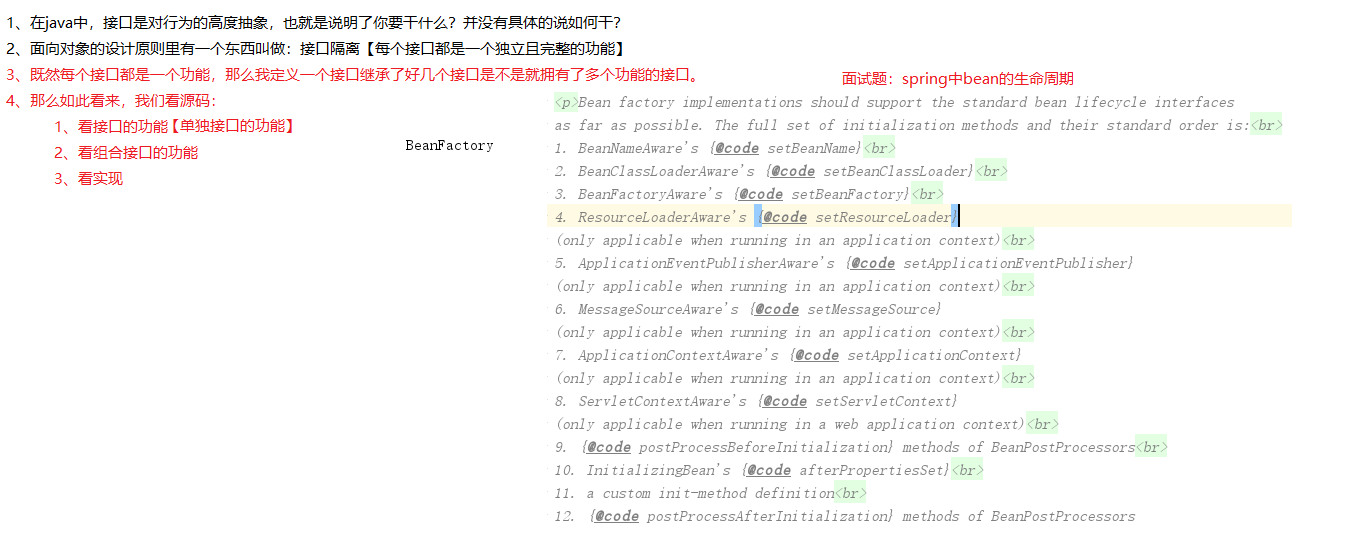 1、在java中，接口是对行为的高度抽象，也就是说明了你要干什么？并没有具体的说如何干？
2、面向对象的设计原则里有一个东西叫做：接口隔离【每个接口都是一个独立且完整的功能】
3、既然每个接口都是一个功能，那么我定义一个接口继承了好几个接口是不是就拥有了多个功能的接口。
4、那么如此看来，我们看源码：
1、看接口的功能【单独接口的功能】
2、看组合接口的功能
3、看实现
BeanFactory
面试题：spring中bean的生命周期
<p>Bean factory implementations should support the standard bean lifecycle interfaces
as far as possible. The full set of initialization methods and their standard order is:<br>
1. BeanNameAware's {@code setBeanName}<br>
2. BeanClassLoaderAware's {@code setBeanClassLoader}<br>
3. BeanFactoryAware's {@code setBeanFactory}<br>
4. ResourceLoaderAware's {@code setResourceLoader}
(only applicable when running in an application context)<br>
5. ApplicationEventPublisherAware's {@code setApplicationEventPublisher}
(only applicable when running in an application context)<br>
6. MessageSourceAware's {@code setMessageSource}
(only applicable when running in an application context)<br>
7. ApplicationContextAware's {@code setApplicationContext}
(only applicable when running in an application context)<br>
8. ServletContextAware's {@code setServletContext}
(only applicable when running in a web application context)<br>
9. {@code postProcessBeforeInitialization} methods of BeanPostProcessors<br>
10. InitializingBean's {@code afterPropertiesSet}<br>
11. a custom init-method definition<br>
12. {@code postProcessAfterInitialization} methods of BeanPostProcessors